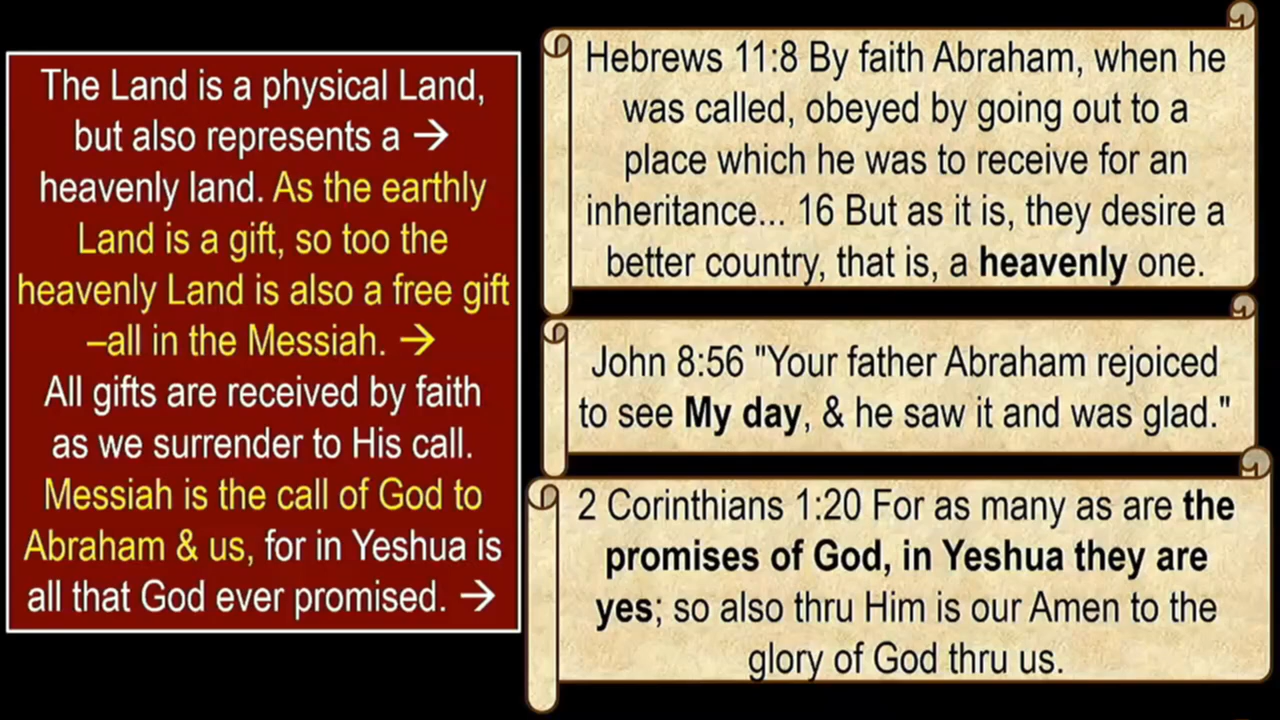 The Land is a physical Land,
but also represents a →
heavenly land. As the earthly
Land is a gift, so too the
heavenly Land is also a free gift
–all in the Messiah. →
All gifts are received by faith
as we surrender to His call.
Messiah is the call of God to
Abraham & us, for in Yeshua is
all that God ever promised. →
Hebrews 11:8 By faith Abraham, when he
was called, obeyed by going out to a
place which he was to receive for an
inheritance... 16 But as it is, they desire a
better country, that is, a heavenly one.
John 8:56 "Your father Abraham rejoiced
to see My day, & he saw it and was glad."
2 Corinthians 1:20 For as many as are the
promises of God, in Yeshua they are
yes; so also thru Him is our Amen to the
glory of God thru us.